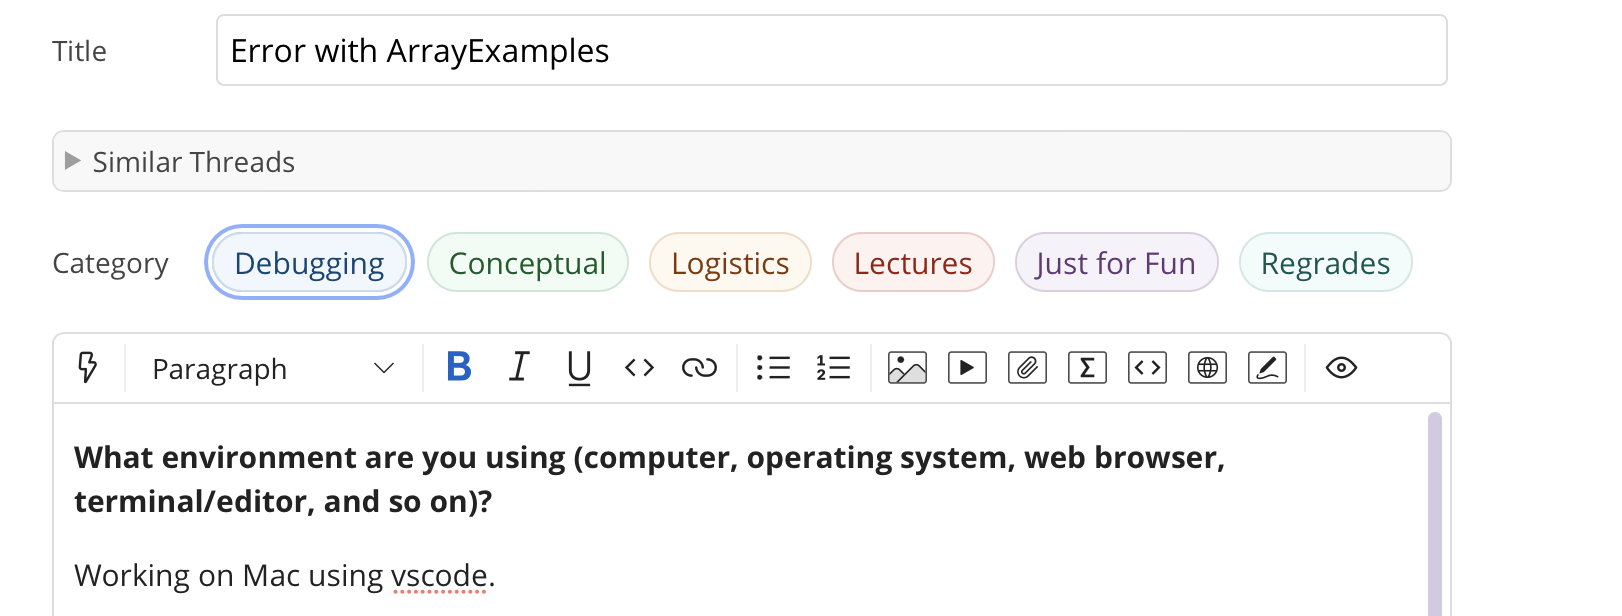 Title
Error with ArrayExamples
Similar Threads
Category Debugging Conceptual Logistics Lectures Just for Fun Regrades
Paragraph B I U
What environment are you using (computer, operating system, web browser,
terminal/editor, and so on)?
Working on Mac using vscode.